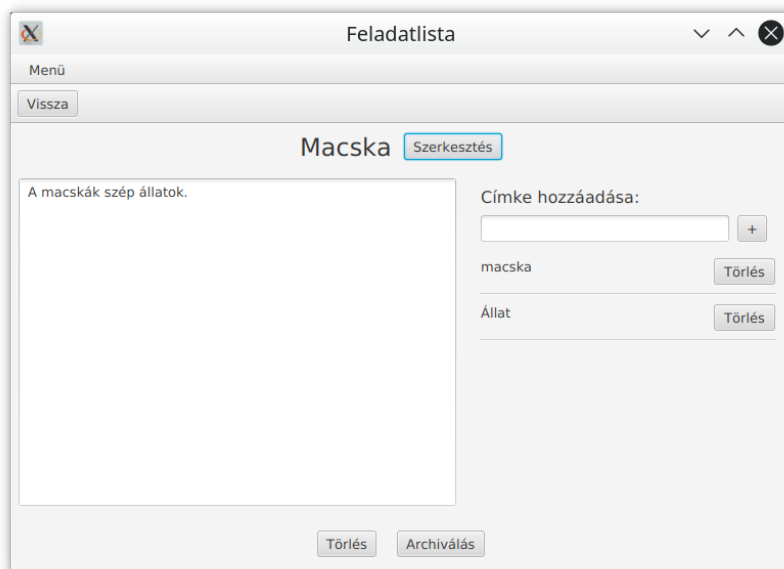 Feladatlista
Menü
Vissza
Macska Szerkesztés
A macskák szép állatok.
Címke hozzáadása:
+
macska Törlés
Állat Törlés
Törlés Archiválás